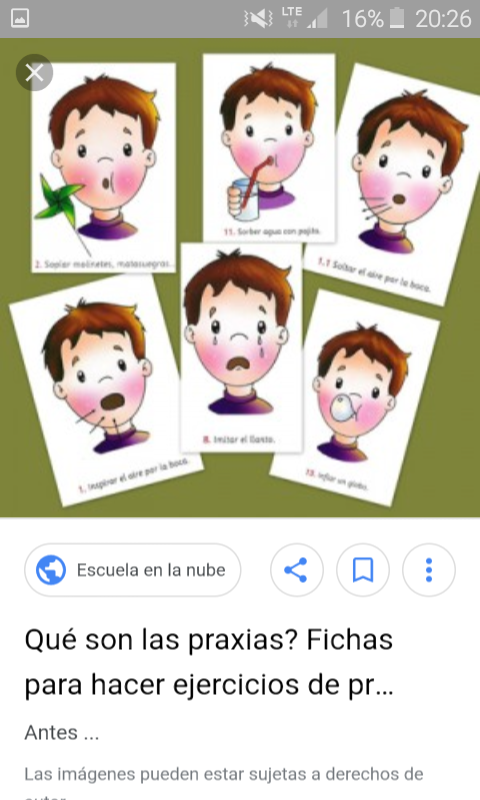 LTE 16% 20:26
2. Soplar molinetes, matasuegras...
11. Sorber agua con pajita.
1.1 Soltar el aire por la boca.
1. Inspirar el aire por la boca.
8. Imitar el llanto.
13. Inflar un globo.
Escuela en la nube
Qué son las praxias? Fichas
para hacer ejercicios de pr...
Antes ...
Las imágenes pueden estar sujetas a derechos de
autor.